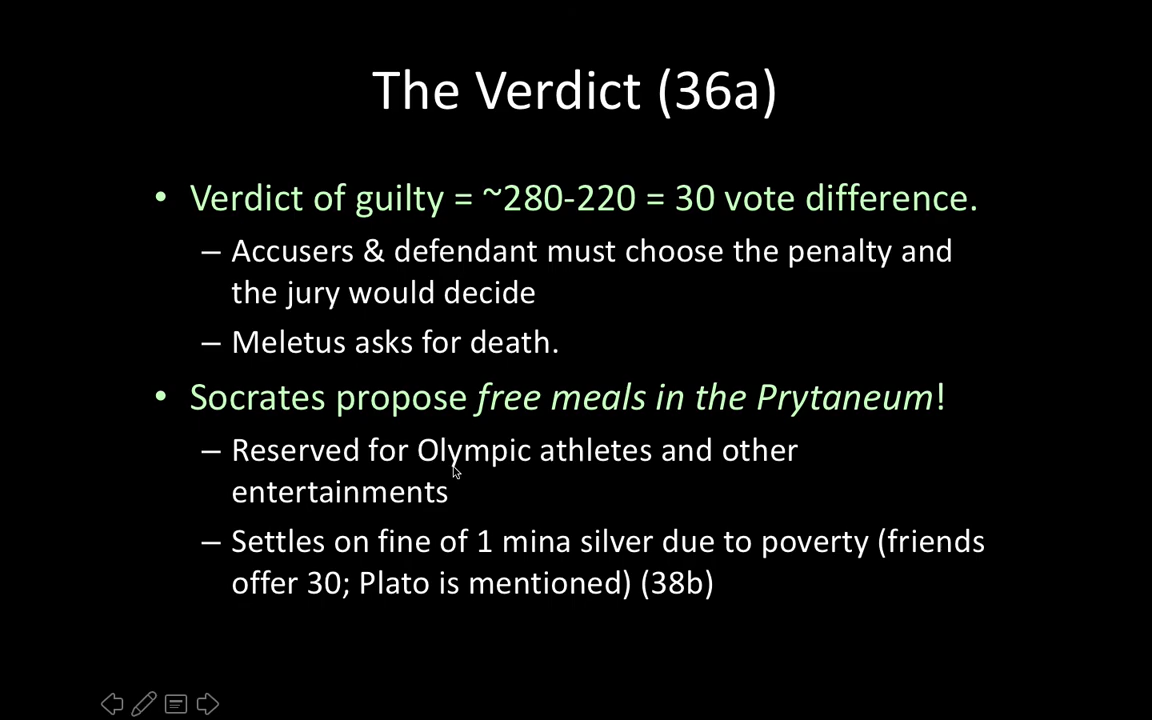 The Verdict (36a)
• Verdict of guilty = ~280-220 = 30 vote difference.
– Accusers & defendant must choose the penalty and
the jury would decide
– Meletus asks for death.
• Socrates propose free meals in the Prytaneum!
– Reserved for Olympic athletes and other
entertainments
– Settles on fine of 1 mina silver due to poverty (friends
offer 30; Plato is mentioned) (38b)